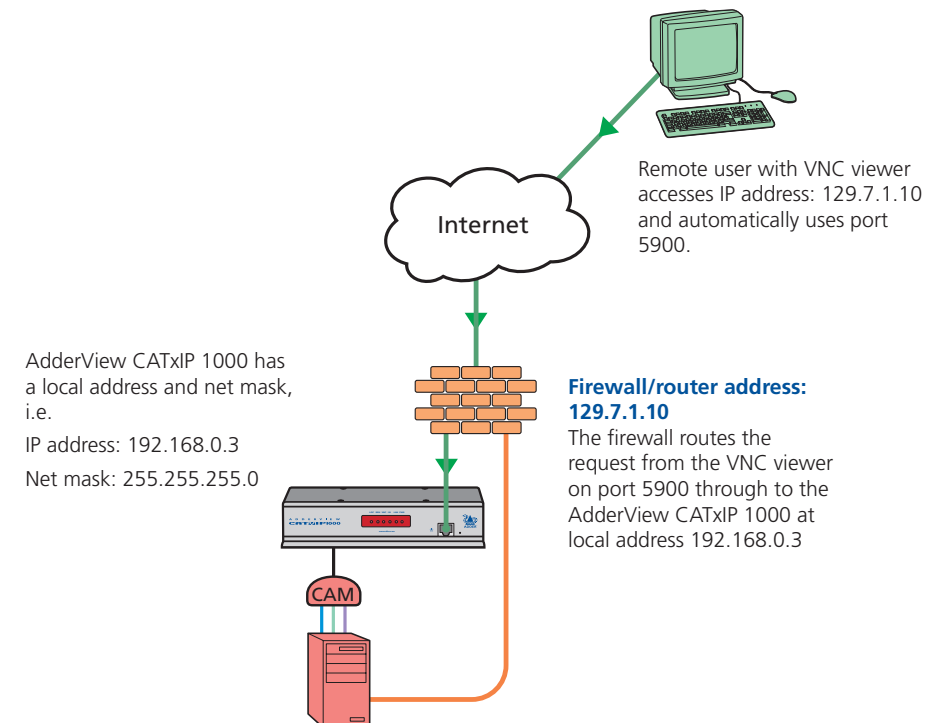 Remote user with VNC viewer
accesses IP address: 129.7.1.10
and automatically uses port
5900.
Internet
AdderView CATxIP 1000 has
a local address and net mask,
i.e.
IP address: 192.168.0.3
Net mask: 255.255.255.0
Firewall/router address:
129.7.1.10
The firewall routes the
request from the VNC viewer
on port 5900 through to the
AdderView CATxIP 1000 at
local address 192.168.0.3
ADDERVIEW
CATxIP1000
CAM